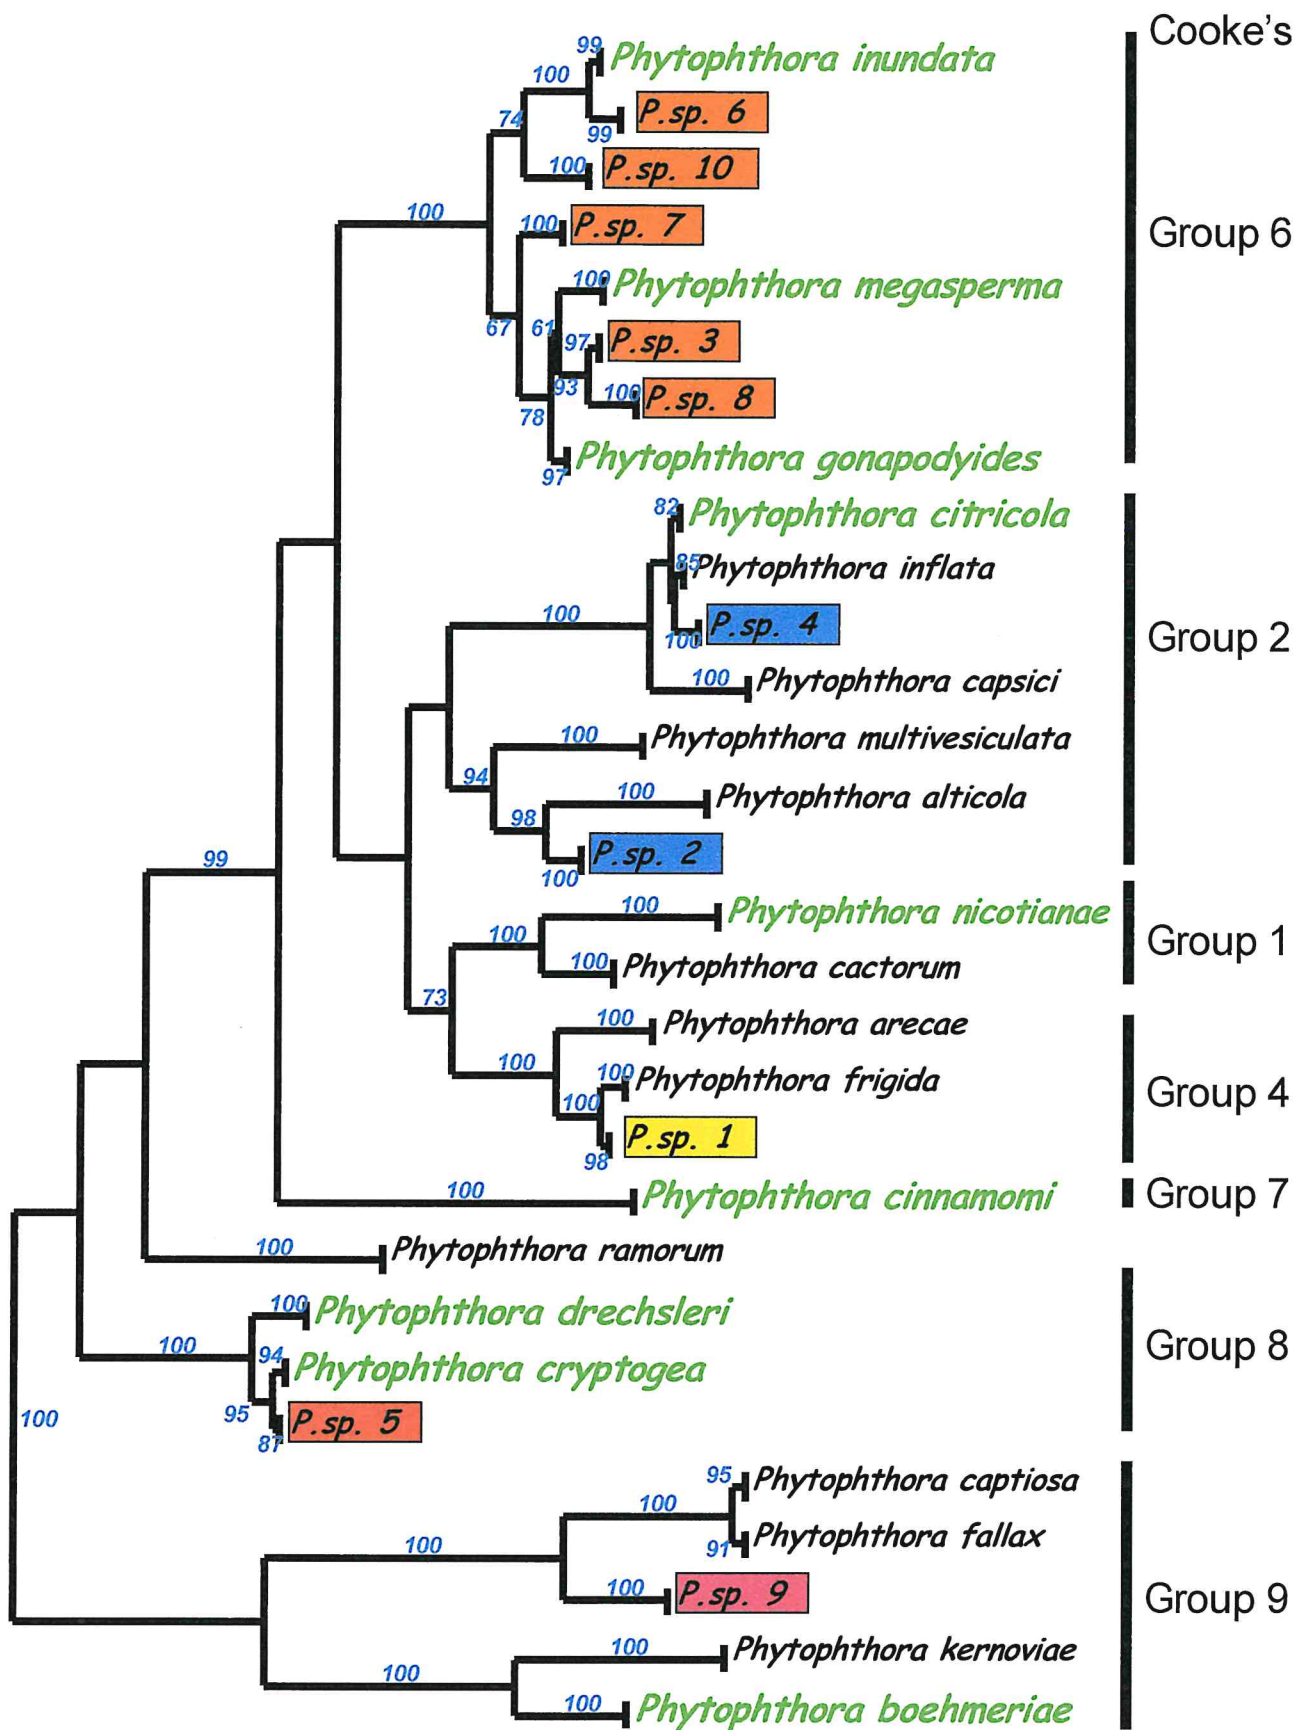 Cooke's
99
Phytophthora inundata
100
P.sp. 6
74
99
100
P.sp. 10
100
100
P.sp. 7
Group 6
100
Phytophthora megasperma
67
61
97
P.sp. 3
93
100
P.sp. 8
78
Phytophthora gonapodyides
97
82
Phytophthora citricola
85
Phytophthora inflata
100
P.sp. 4
100
Group 2
100
Phytophthora capsici
100
Phytophthora multivesiculata
94
100
Phytophthora alticola
98
P.sp. 2
100
99
100
Phytophthora nicotianae
100
Group 1
100
Phytophthora cactorum
73
100
Phytophthora arecae
100
100
Phytophthora frigida
Group 4
100
P.sp. 1
98
100
Phytophthora cinnamomi
Group 7
100
Phytophthora ramorum
100
Phytophthora drechsleri
100
Group 8
94
Phytophthora cryptogea
95
P.sp. 5
87
100
95
Phytophthora captiosa
100
Phytophthora fallax
91
100
100
P.sp. 9
Group 9
100
Phytophthora kernoviae
100
100
Phytophthora boehmeriae